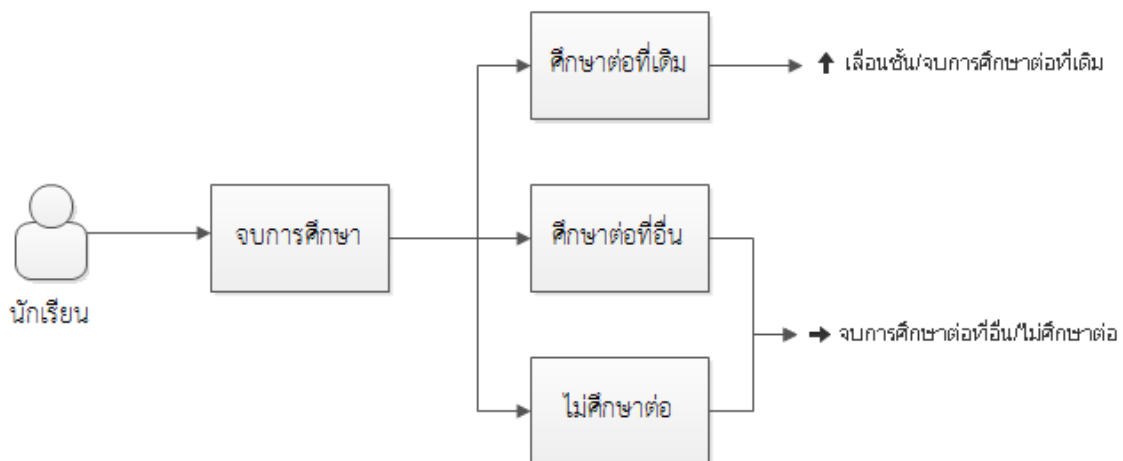 ศึกษาต่อที่เดิม
เลื่อนชั้น/จบการศึกษาต่อที่เดิม
นักเรียน
จบการศึกษา
ศึกษาต่อที่อื่น
จบการศึกษาต่อที่อื่น/ไม่ศึกษาต่อ
ไม่ศึกษาต่อ